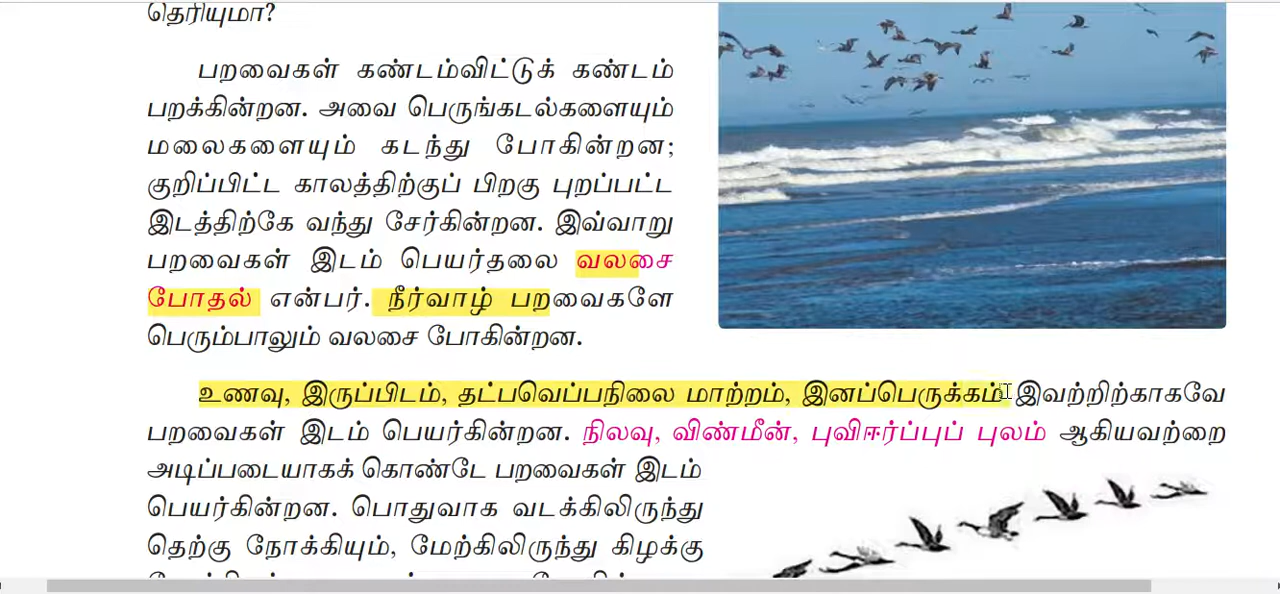 தெரியுமா?
பறவைகள் கண்டம்விட்டுக் கண்டம்
பறக்கின்றன. அவை பெருங்கடல்களையும்
மலைகளையும் கடந்து போகின்றன;
குறிப்பிட்ட காலத்திற்குப் பிறகு புறப்பட்ட
இடத்திற்கே வந்து சேர்கின்றன. இவ்வாறு
பறவைகள் இடம் பெயர்தலை வலசை
போதல் என்பர். நீர்வாழ் பறவைகளே
பெரும்பாலும் வலசை போகின்றன.
உணவு, இருப்பிடம், தட்பவெப்பநிலை மாற்றம், இனப்பெருக்கம் இவற்றிற்காகவே
பறவைகள் இடம் பெயர்கின்றன. நிலவு, விண்மீன், புவிஈர்ப்புப் புலம் ஆகியவற்றை
அடிப்படையாகக் கொண்டே பறவைகள் இடம்
பெயர்கின்றன. பொதுவாக வடக்கிலிருந்து
தெற்கு நோக்கியும், மேற்கிலிருந்து கிழக்கு